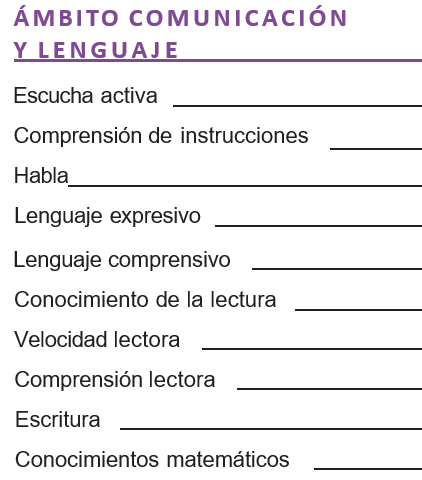 ÁMBITO COMUNICACIÓN
Y LENGUAJE
Escucha activa
Comprensión de instrucciones
Habla
Lenguaje expresivo
Lenguaje comprensivo
Conocimiento de la lectura
Velocidad lectora
Comprensión lectora
Escritura
Conocimientos matemáticos